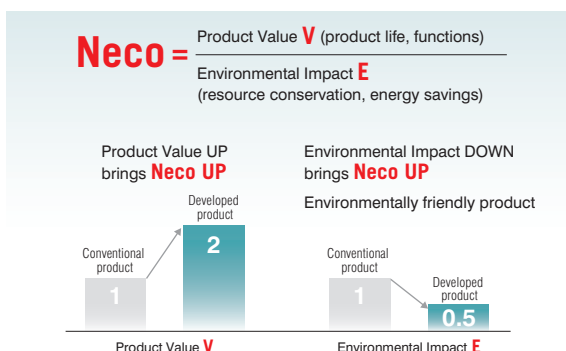 Neco =
Product Value V (product life, functions)
Environmental Impact E
(resource conservation, energy savings)
Product Value UP
brings Neco UP
Developed
product
Conventional
product
1
2
Product Value V
Environmental Impact DOWN
brings Neco UP
Environmentally friendly product
Conventional
product
1
Developed
product
0.5
Environmental Impact E